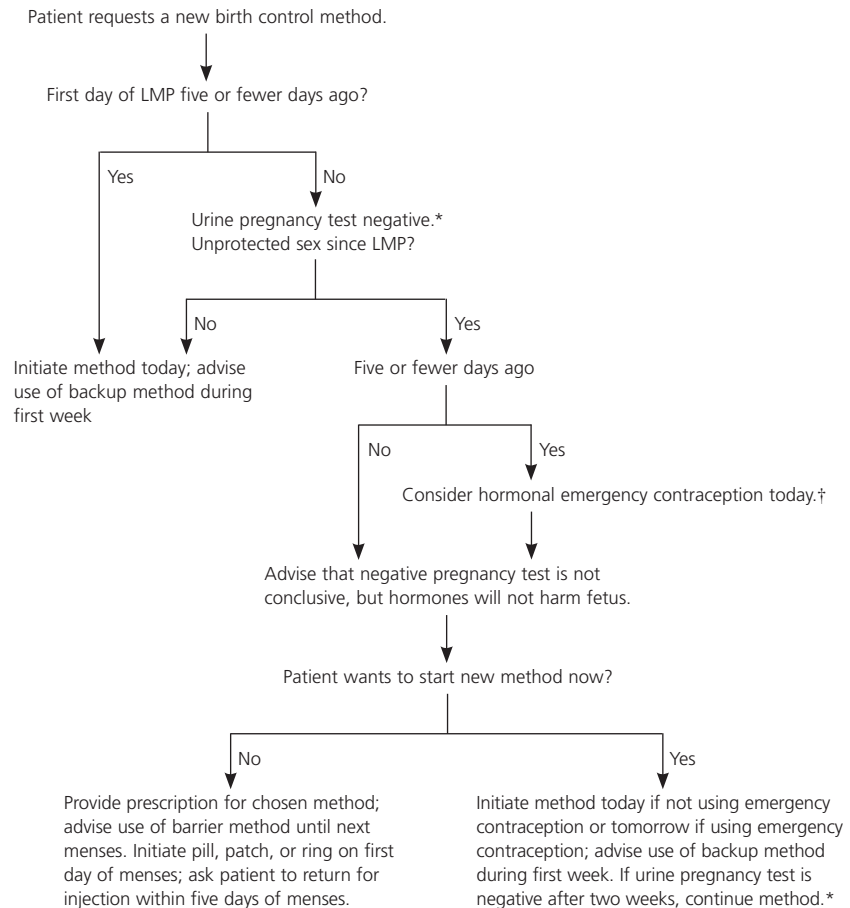 Patient requests a new birth control method.
First day of LMP five or fewer days ago?
Yes
No
Urine pregnancy test negative.*
Unprotected sex since LMP?
No
Yes
Initiate method today; advise
use of backup method during
first week
Five or fewer days ago
No
Yes
Consider hormonal emergency contraception today.†
Advise that negative pregnancy test is not
conclusive, but hormones will not harm fetus.
Patient wants to start new method now?
No
Yes
Provide prescription for chosen method;
advise use of barrier method until next
menses. Initiate pill, patch, or ring on first
day of menses; ask patient to return for
injection within five days of menses.
Initiate method today if not using emergency
contraception or tomorrow if using emergency
contraception; advise use of backup method
during first week. If urine pregnancy test is
negative after two weeks, continue method.*